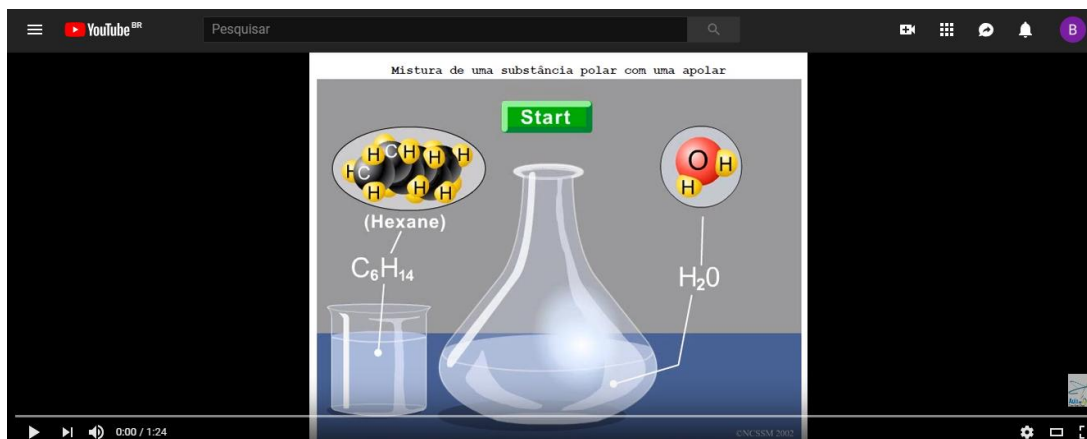 YouTube BR
Pesquisar
B
Mistura de uma substância polar com uma apolar
Start
H C H H H
H C
H H H
O H
H
(Hexane)
C₆H₁₄
H₂0
0:00 / 1:24
©NCSSM 2002